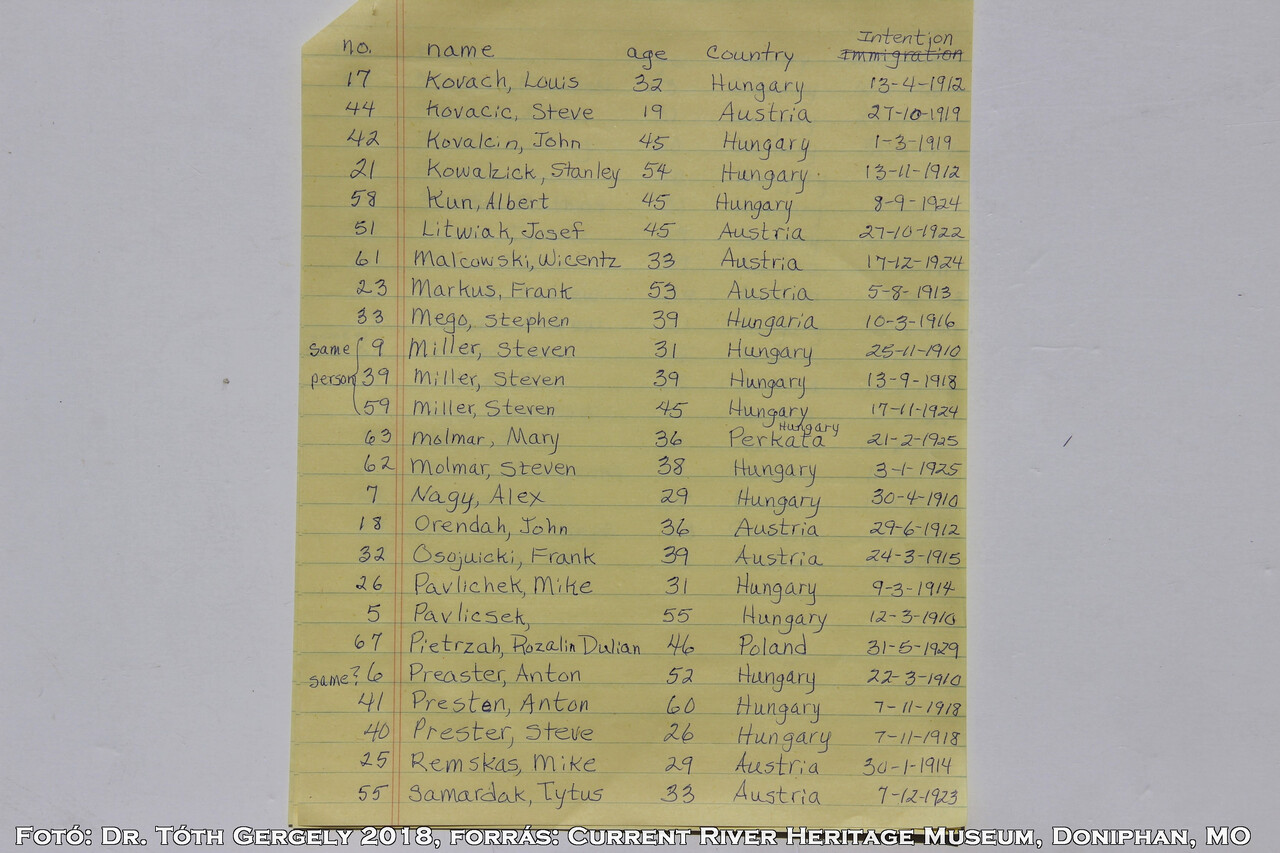 no. name age Country Intention Immigration
17 Kovach, Louis 32 Hungary 13-4-1912
44 Kovacic, Steve 19 Austria 27-10-1919
42 Kovalcin, John 45 Hungary 1-3-1919
21 Kowalzick, Stanley 54 Hungary 13-11-1912
58 Kun, Albert 45 Hungary 8-9-1924
51 Litwiak, Josef 45 Austria 27-10-1922
61 Malcowski, Wicentz 33 Austria 17-12-1924
23 Markus, Frank 53 Austria 5-8-1913
33 Mego, Stephen 39 Hungaria 10-3-1916
same 9 Miller, Steven 31 Hungary 25-11-1910
person 39 Miller, Steven 39 Hungary 13-9-1918
59 Miller, Steven 45 Hungary 17-11-1924
63 Molmar, Mary 36 Perkata Hungary 21-2-1925
62 Molmar, Steven 38 Hungary 3-1-1925
7 Nagy, Alex 29 Hungary 30-4-1910
18 Orendah, John 36 Austria 29-6-1912
32 Osojuicki, Frank 39 Austria 24-3-1915
26 Pavlichek, Mike 31 Hungary 9-3-1914
5 Pavlicsek, 55 Hungary 12-3-1910
67 Pietrzah, Rozalin Dulian 46 Poland 31-5-1929
same? 6 Preaster, Anton 52 Hungary 22-3-1910
41 Presten, Anton 60 Hungary 7-11-1918
40 Prester, Steve 26 Hungary 7-11-1918
25 Remskas, Mike 29 Austria 30-1-1914
55 Samardak, Tytus 33 Austria 7-12-1923
Fotó: Dr. Tóth Gergely 2018, forrás: Current River Heritage Museum, Doniphan, MO